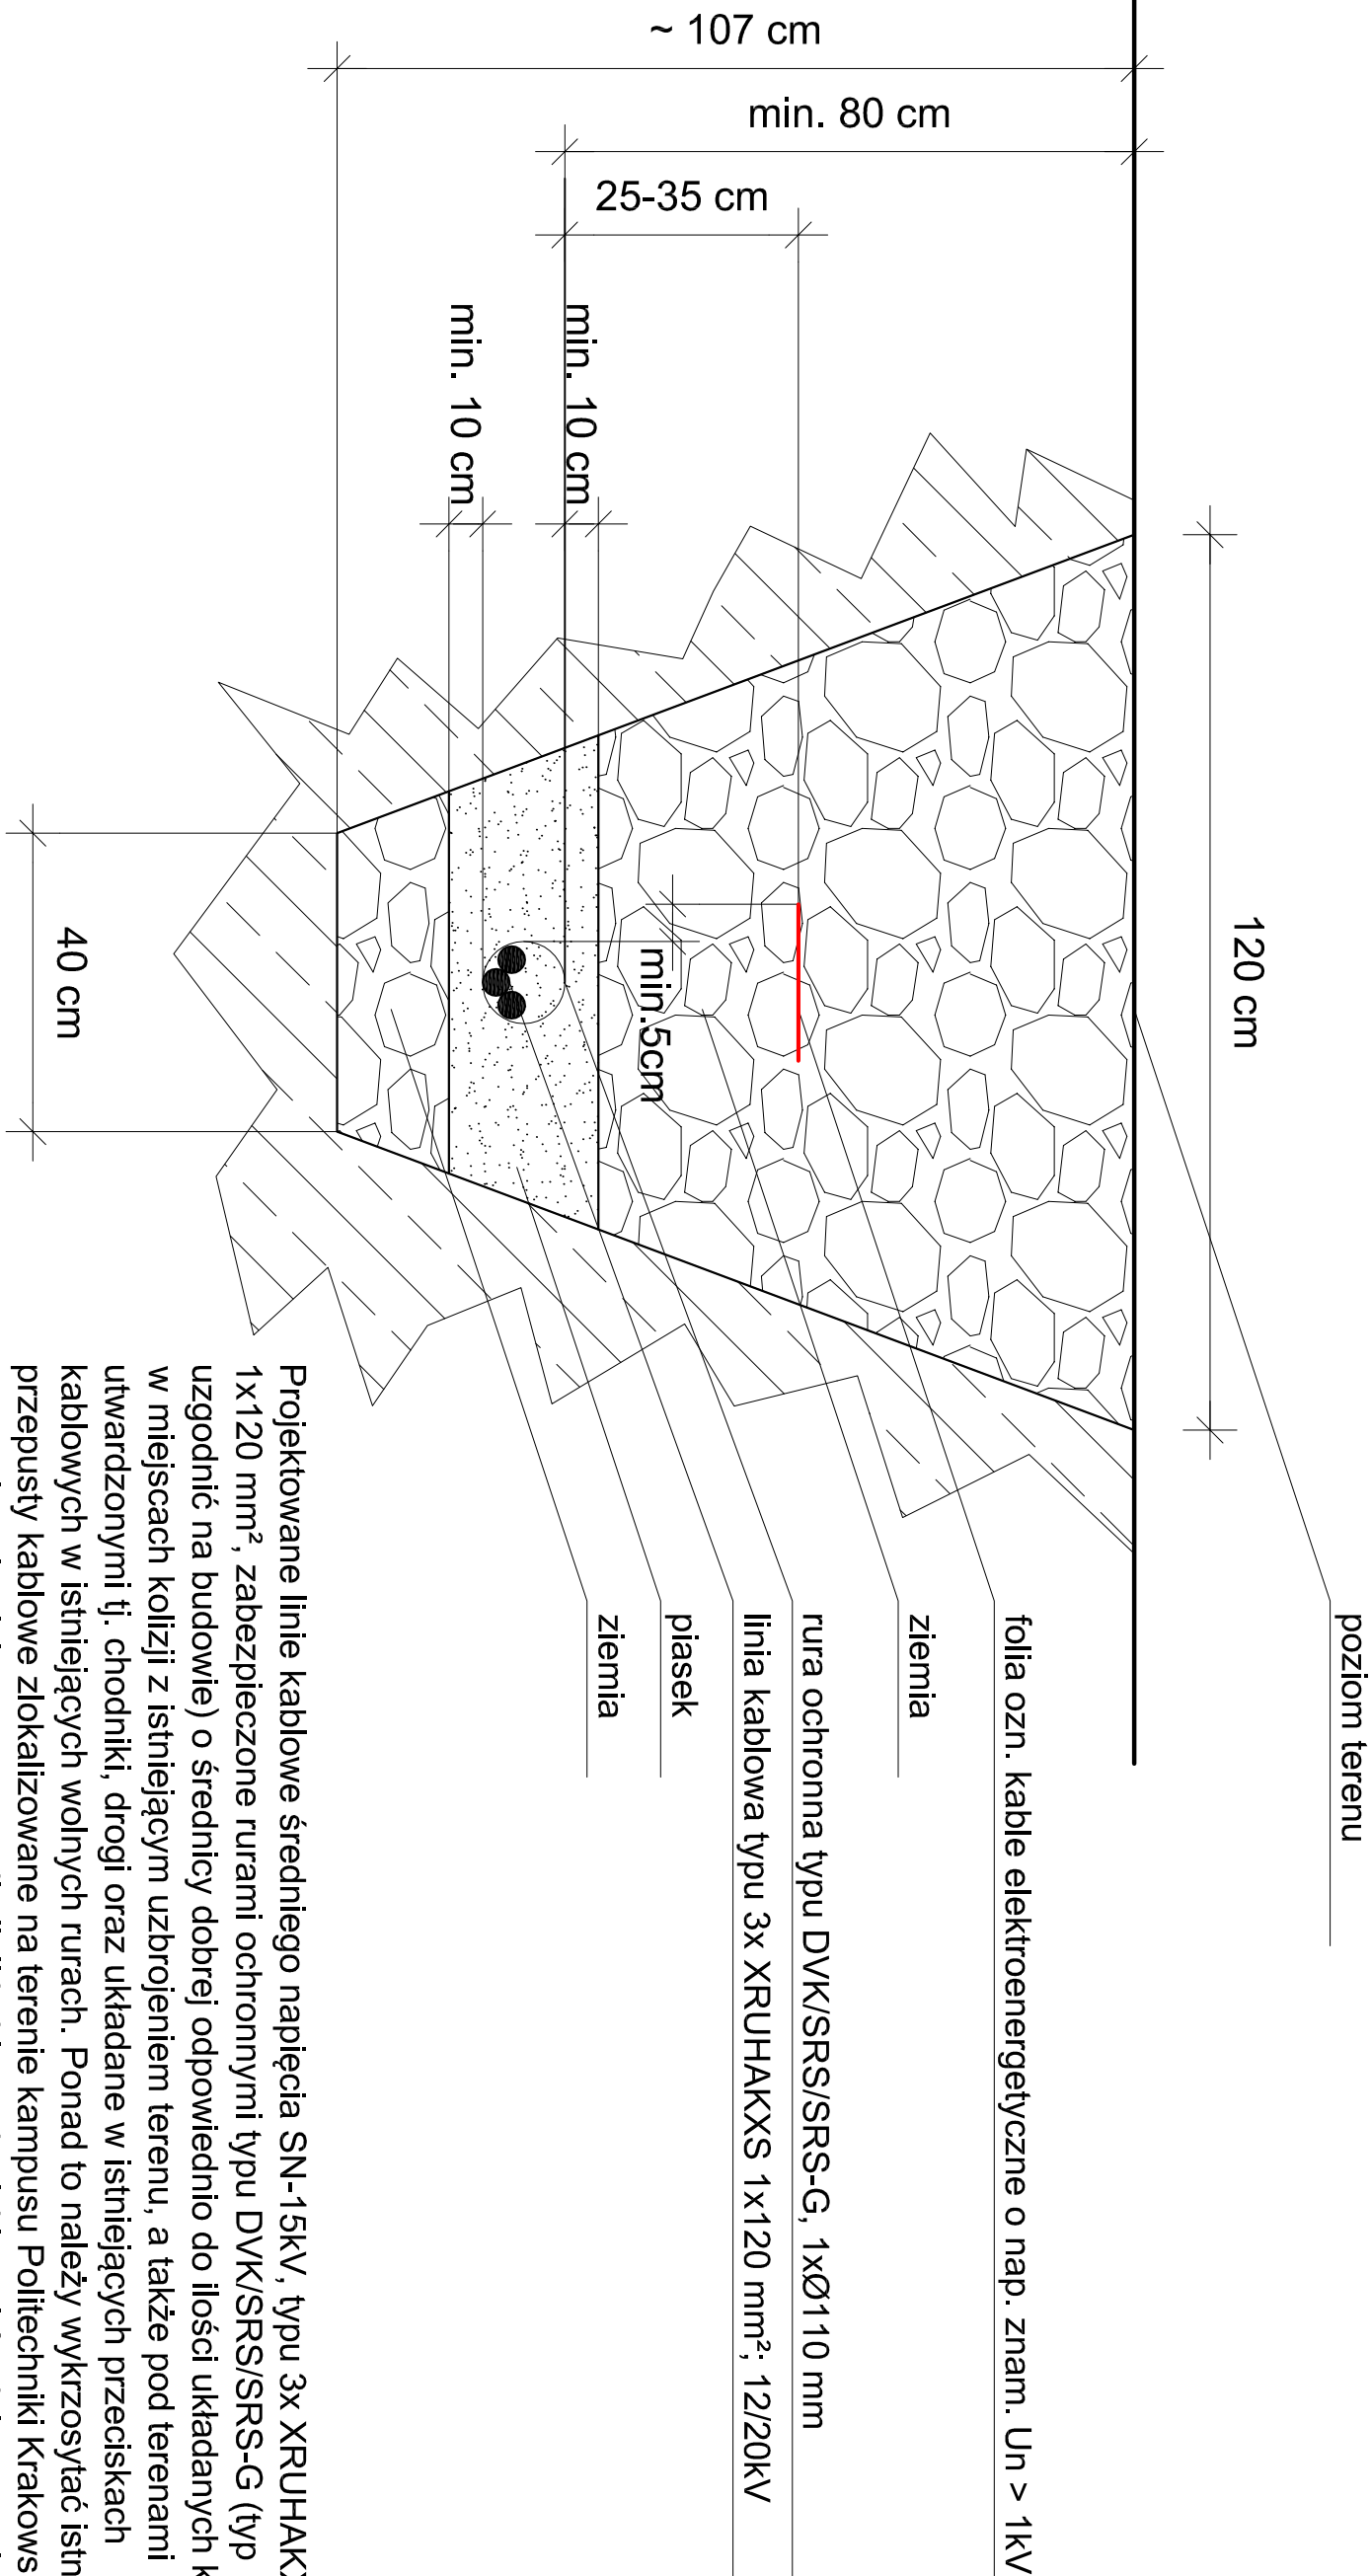 ~ 107 cm
min. 80 cm
25-35 cm
min. 10 cm
min. 10 cm
min.5cm
120 cm
40 cm
poziom terenu
folia ozn. kable elektroenergetyczne o nap. znam. Un > 1kV
ziemia
rura ochronna typu DVK/SRS/SRS-G, 1xØ110 mm
linia kablowa typu 3x XRUHAKXS 1x120 mm²; 12/20kV
piasek
ziemia
Projektowane linie kablowe średniego napięcia SN-15kV, typu 3x XRUHAKX
1x120 mm², zabezpieczone rurami ochronnymi typu DVK/SRS/SRS-G (typ
uzgodnić na budowie) o średnicy dobrej odpowiednio do ilości układanych k
w miejscach kolizji z istniejącym uzbrojeniem terenu, a także pod terenami
utwardzonymi tj. chodniki, drogi oraz układane w istniejących przeciskach
kablowych w istniejących wolnych rurach. Ponad to należy wykrzosytać istn
przepusty kablowe zlokalizowane na terenie kampusu Politechniki Krakows